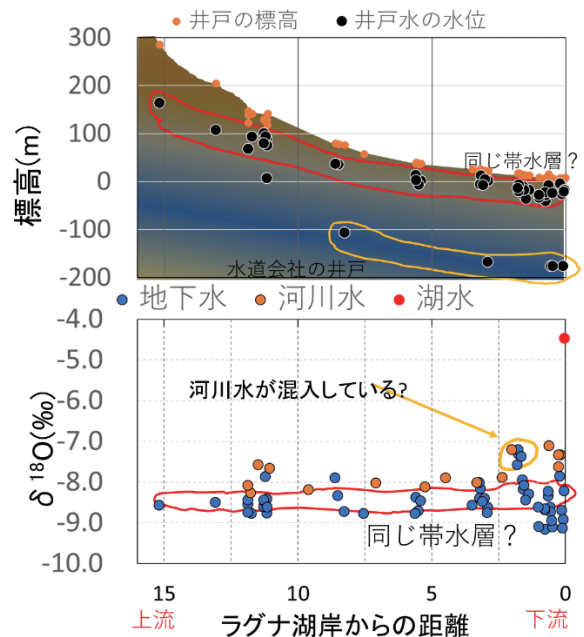 井戸の標高 井戸水の水位
300
200
100
0
-100
-200
標高(m)
同じ帯水層？
水道会社の井戸
地下水 河川水 湖水
-4.0
-5.0
-6.0
-7.0
-8.0
-9.0
-10.0
δ 18O(‰)
河川水が混入している?
同じ帯水層？
15 10 5 0
上流 ラグナ湖岸からの距離 下流